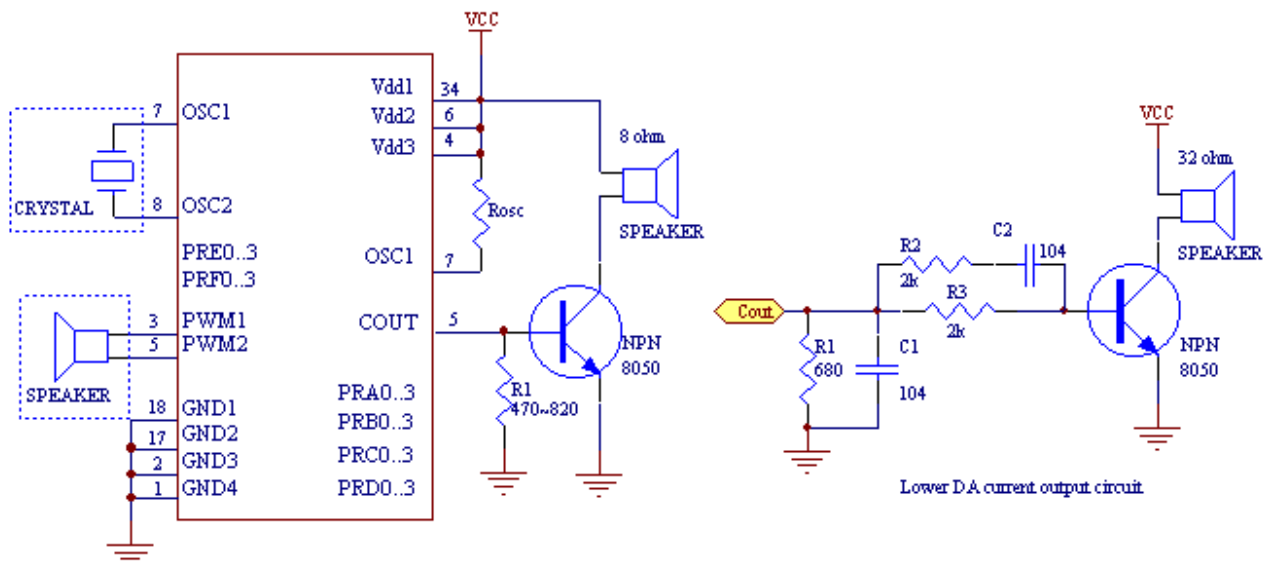 VCC
7
OSC1
CRYSTAL
8
OSC2
PRE0..3
PRF0..3
3
PWM1
5
PWM2
SPEAKER
18
GND1
17
GND2
2
GND3
1
GND4
Vdd1
34
Vdd2
6
Vdd3
4
Rosc
OSC1
7
COUT
5
PRA0..3
PRB0..3
PRC0..3
PRD0..3
R1
470~820
8 ohm
SPEAKER
NPN
8050
VCC
32 ohm
SPEAKER
R2
2k
C2
104
R3
2k
Cout
R1
680
C1
104
NPN
8050
Lower DA current output circuit